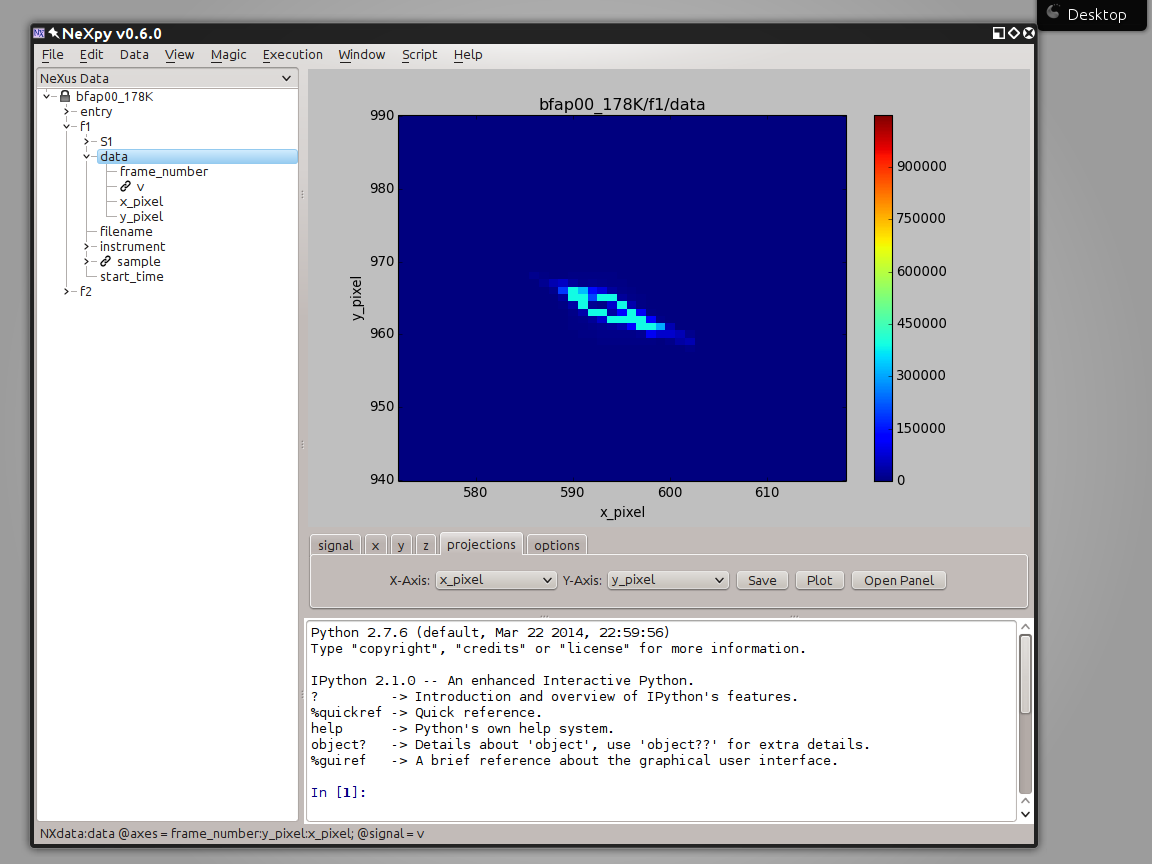 Desktop
NeXpy v0.6.0
File Edit Data View Magic Execution Window Script Help
NeXus Data
bfap00_178K
entry
f1
S1
data
frame_number
v
x_pixel
y_pixel
filename
instrument
sample
start_time
f2
bfap00_178K/f1/data
990
980
970
960
950
940
y_pixel
580 590 600 610
x_pixel
900000
750000
600000
450000
300000
150000
0
signal x y z projections options
X-Axis: x_pixel Y-Axis: y_pixel Save Plot Open Panel
Python 2.7.6 (default, Mar 22 2014, 22:59:56)
Type "copyright", "credits" or "license" for more information.
IPython 2.1.0 -- An enhanced Interactive Python.
?         -> Introduction and overview of IPython's features.
%quickref -> Quick reference.
help      -> Python's own help system.
object?   -> Details about 'object', use 'object??' for extra details.
%guiref   -> A brief reference about the graphical user interface.
In [1]:
NXdata:data @axes = frame_number:y_pixel:x_pixel; @signal = v